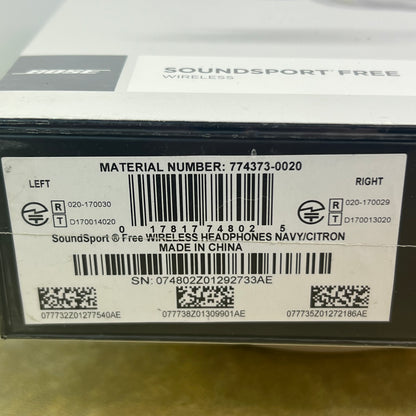 BOSE
SOUNDSPORT FREE
WIRELESS
MATERIAL NUMBER: 774373-0020
LEFT
RIGHT
R 020-170030
T D170014020
R 020-170029
T D170013020
0 17817 74802 5
SoundSport ® Free WIRELESS HEADPHONES NAVY/CITRON
MADE IN CHINA
SN: 074802Z01292733AE
077732Z01277540AE
077738Z01309901AE
077735Z01272186AE